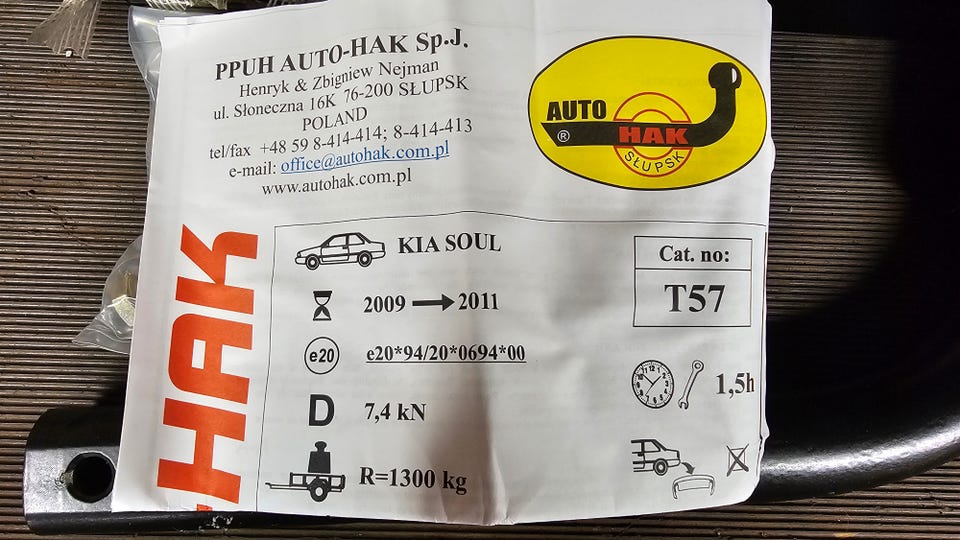 PPUH AUTO-HAK Sp.J.
Henryk & Zbigniew Nejman
ul. Słoneczna 16K 76-200 SŁUPSK
POLAND
tel/fax +48 59 8-414-414; 8-414-413
e-mail: office@autohak.com.pl
www.autohak.com.pl
AUTO
® HAK
SŁUPSK
HAK
KIA SOUL
Cat. no:
T57
2009 → 2011
e20 e20*94/20*0694*00
1,5h
D 7,4 kN
R=1300 kg